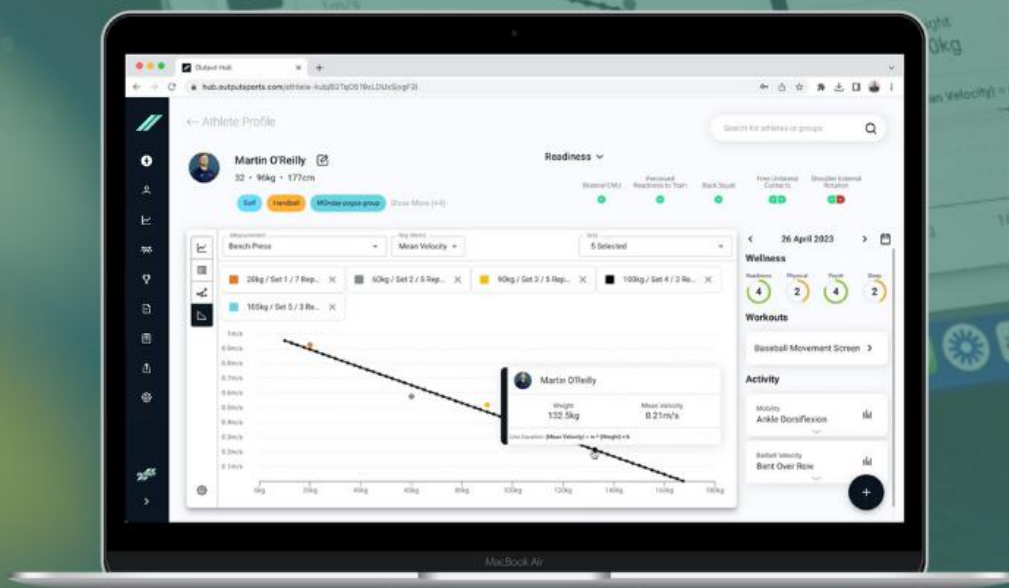 Output Hub
hub.outputsports.com/athlete-hub/
← Athlete Profile
Search for athletes or groups
Martin O'Reilly
32 • 96kg • 177cm
Golf
Handball
Monday pogos group
Show More (+4)
Readiness
Bilateral CMJ
Perceived
Readiness to Train
Back Squat
Free Unilateral
Contacts
Shoulder External
Rotation
Measurement
Bench Press
Key Metric
Mean Velocity
5 Selected
20kg / Set 1 / 7 Rep...
60kg / Set 2 / 5 Rep...
90kg / Set 3 / 5 Rep...
100kg / Set 4 / 3 Re...
105kg / Set 5 / 3 Re...
1m/s
0.9m/s
0.8m/s
0.7m/s
0.6m/s
0.5m/s
0.4m/s
0.3m/s
0.2m/s
0.1m/s
0kg
20kg
40kg
60kg
80kg
100kg
120kg
140kg
160kg
180kg
Martin O'Reilly
Weight
132.5kg
Mean Velocity
0.21m/s
Line Equation: (Mean Velocity) = m * (Weight) + b
26 April 2023
Wellness
Readiness
Physical
Psych
Sleep
4
2
4
2
Workouts
Baseball Movement Screen
Activity
Mobility
Ankle Dorsiflexion
Barbell Velocity
Bent Over Row
MacBook Air
0kg